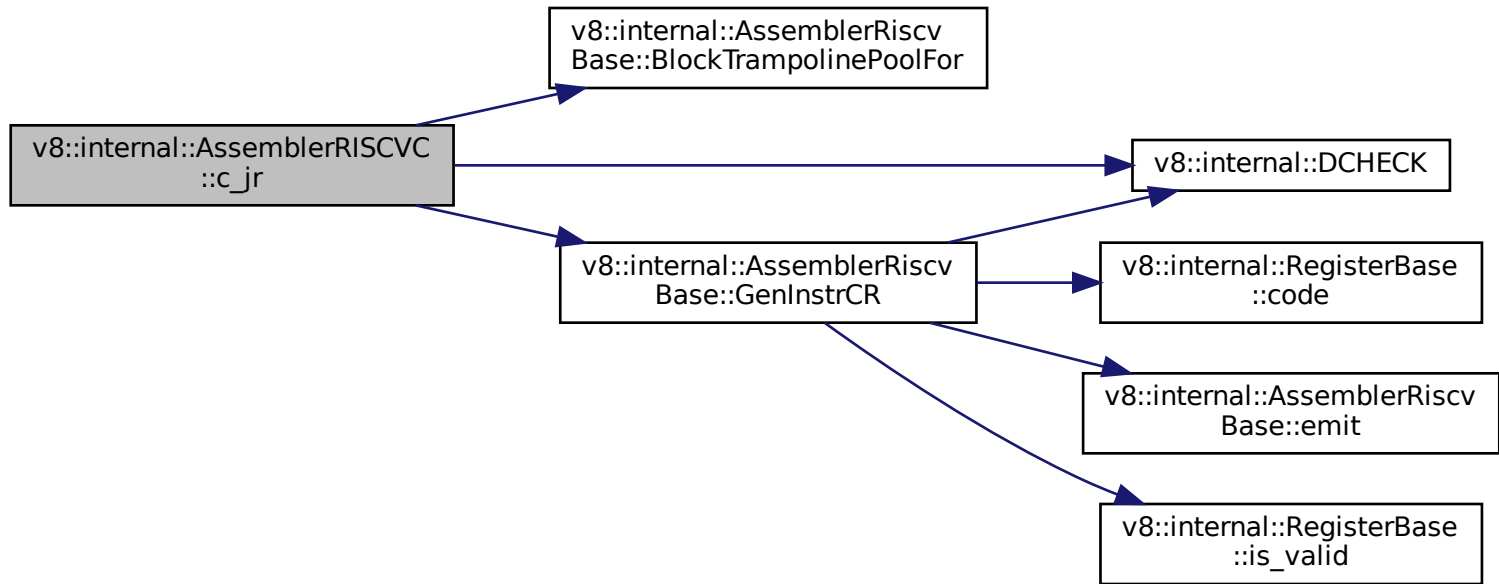 v8::internal::AssemblerRiscv
Base::BlockTrampolinePoolFor
v8::internal::AssemblerRISCVC
::c_jr
v8::internal::DCHECK
v8::internal::AssemblerRiscv
Base::GenInstrCR
v8::internal::RegisterBase
::code
v8::internal::AssemblerRiscv
Base::emit
v8::internal::RegisterBase
::is_valid